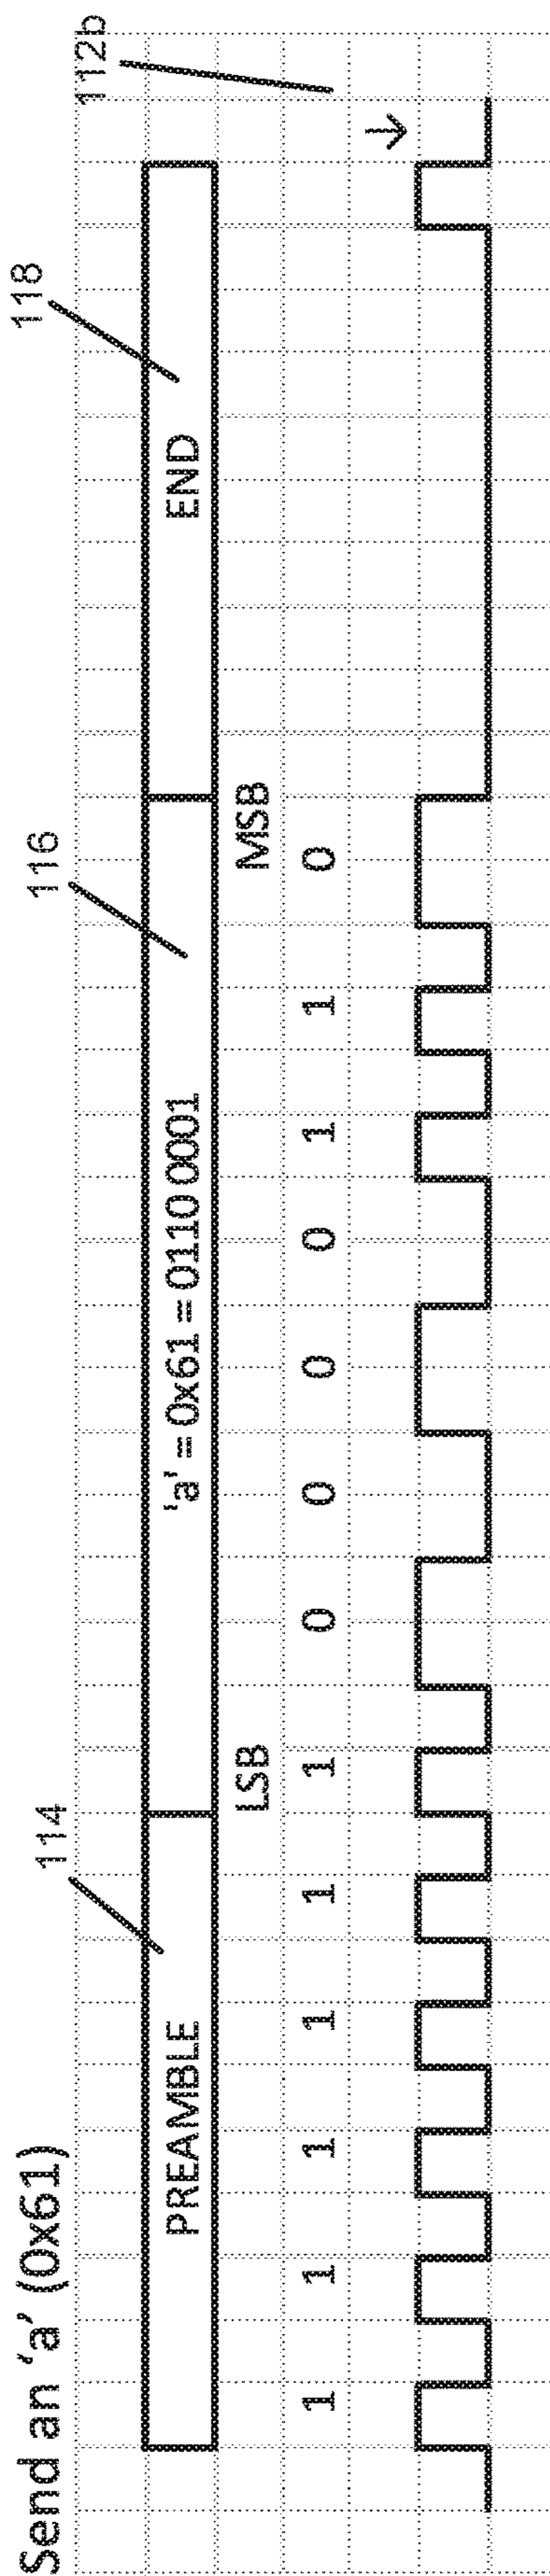 Send an ‘a’ (0x61)
114 116 118 112b
PREAMBLE 'a' = 0x61 = 0110 0001 END
LSB MSB
1 1 1 1 1 1 0 0 0 0 1 1 0